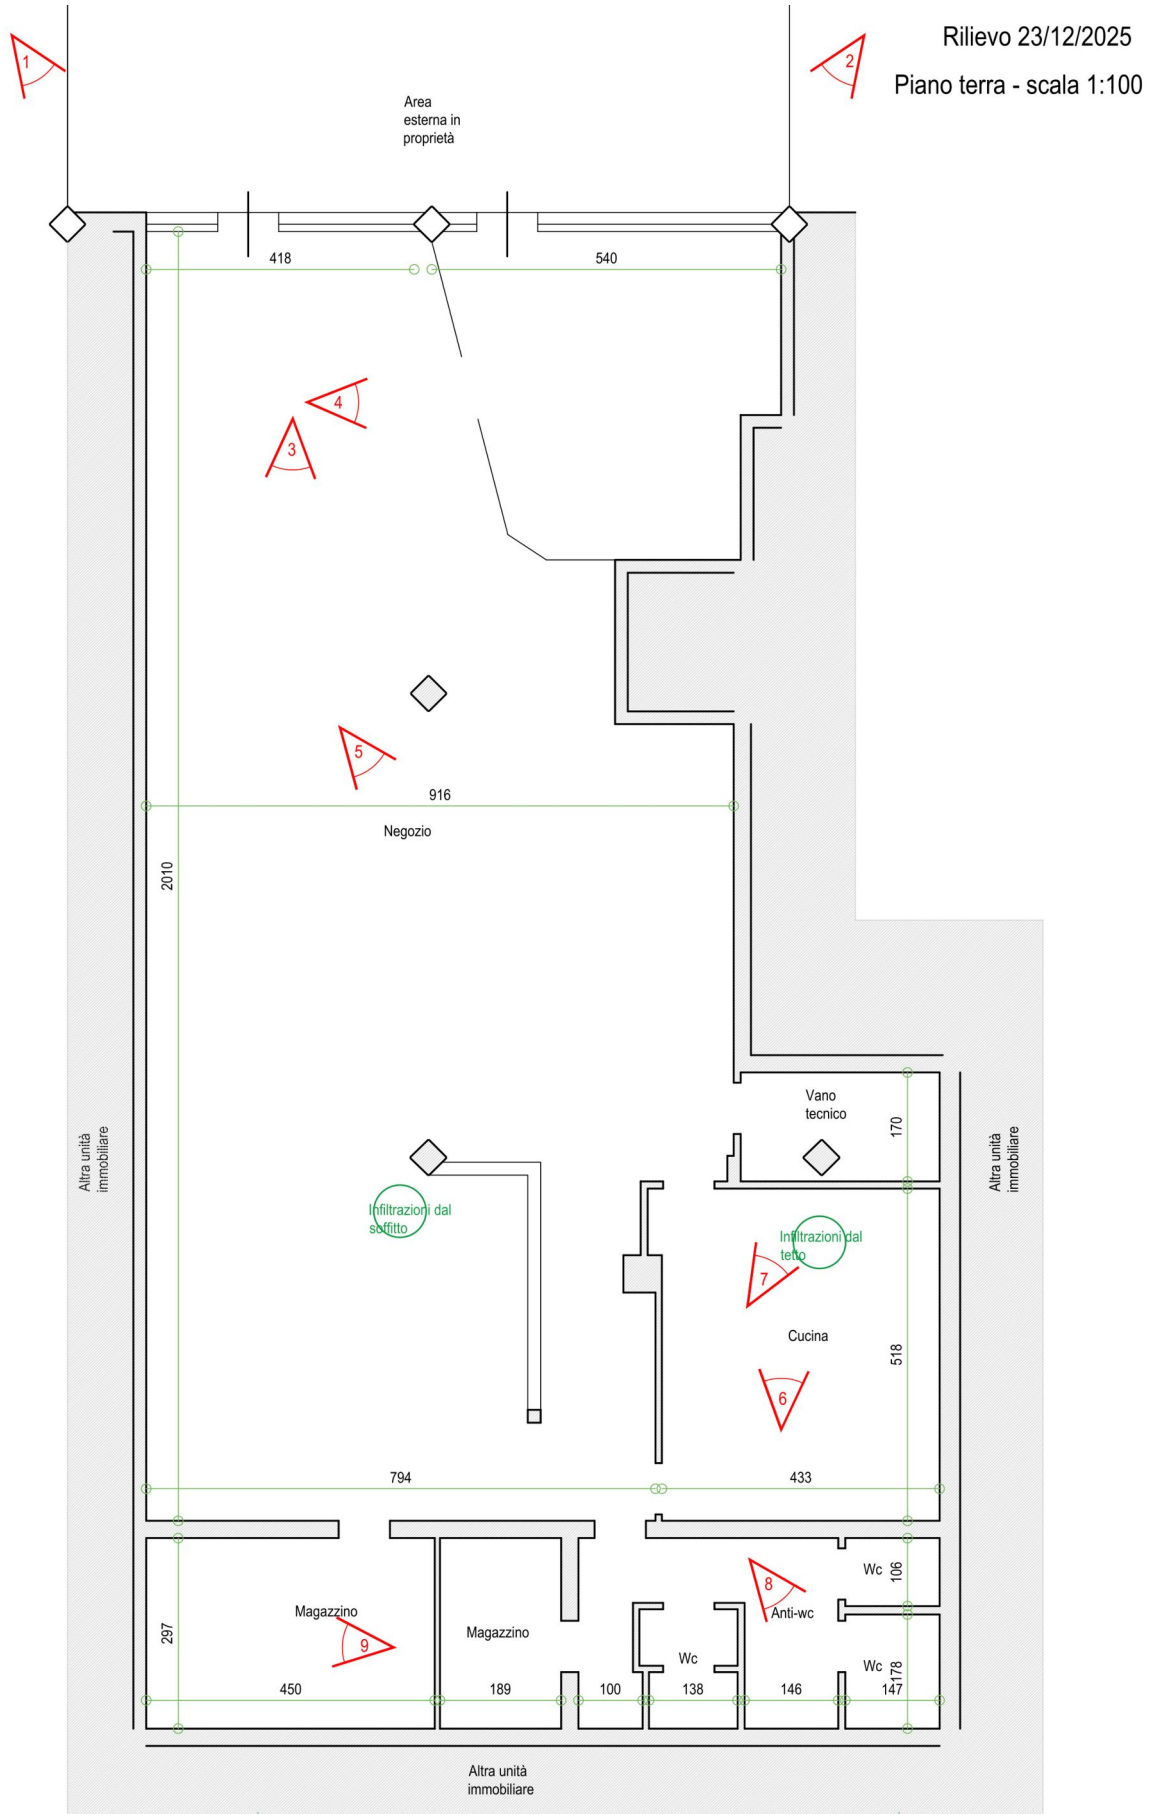 Rilievo 23/12/2025
Piano terra - scala 1:100
1
2
Area
esterna in
proprietà
418
540
4
3
5
916
Negozio
2010
Vano
tecnico
170
Altra unità
immobiliare
Altra unità
immobiliare
Infiltrazioni dal
soffitto
Infiltrazioni dal
tetto
7
Cucina
518
6
794
433
Wc
106
8
Magazzino
Anti-wc
297
Magazzino
9
Wc
Wc
178
450
189
100
138
146
147
Altra unità
immobiliare